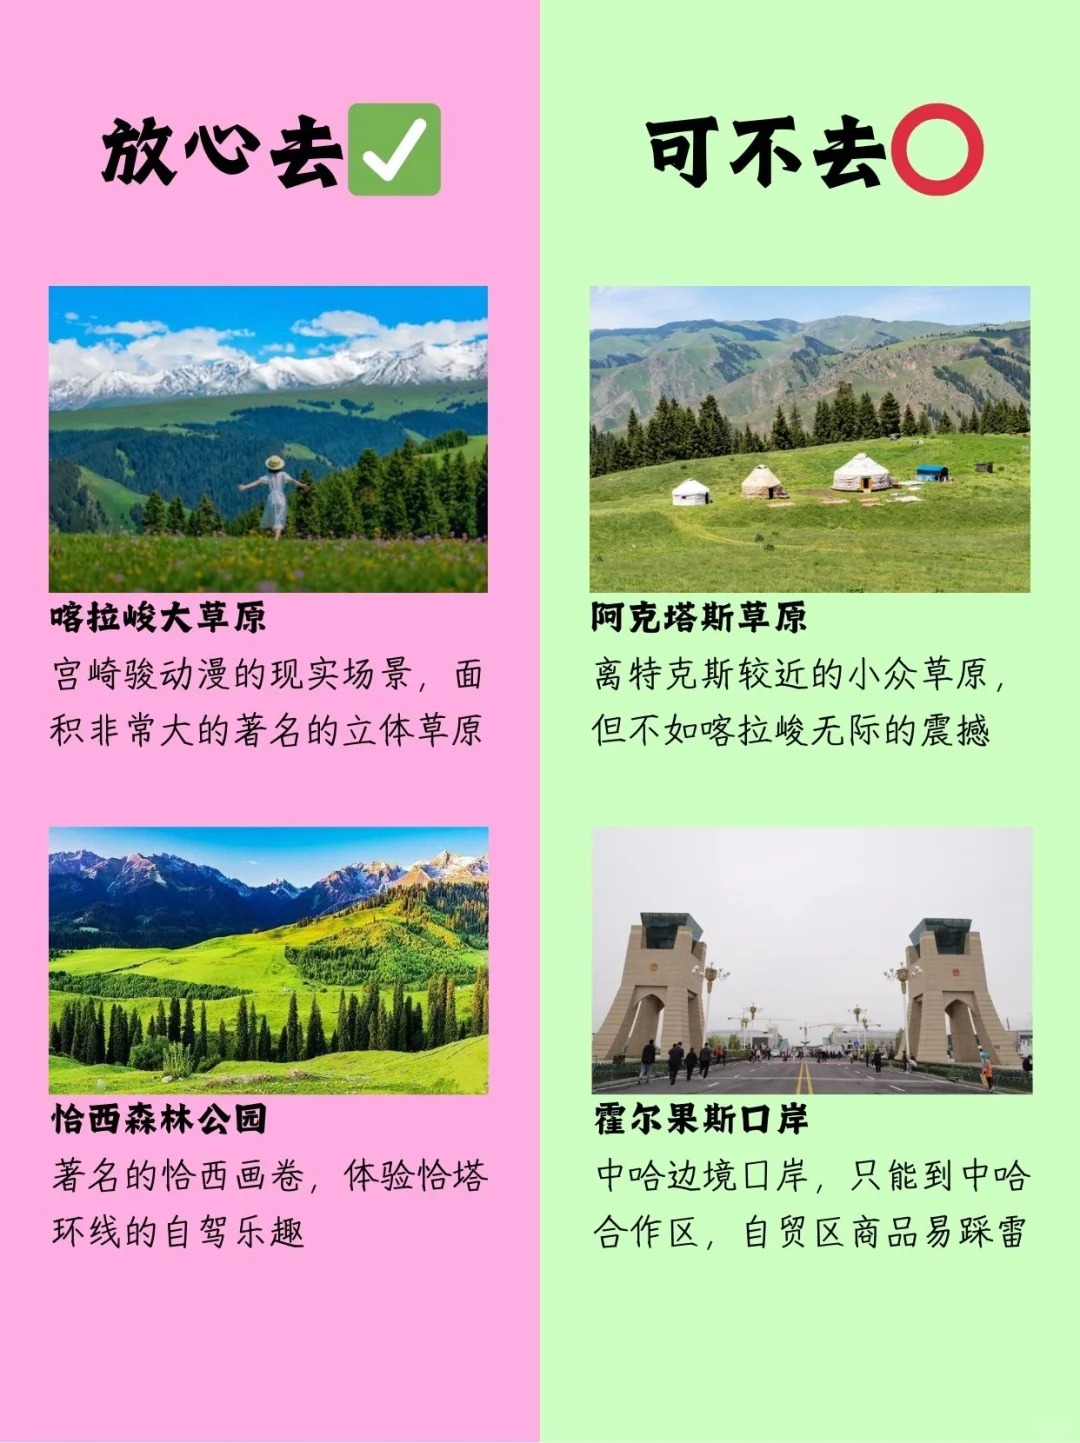 放心去✅
喀拉峻大草原
宫崎骏动漫的现实场景，面
积非常大的著名的立体草原
恰西森林公园
著名的恰西画卷，体验恰塔
环线的自驾乐趣
可不去⭕
阿克塔斯草原
离特克斯较近的小众草原，
但不如喀拉峻无际的震撼
霍尔果斯口岸
中哈边境口岸，只能到中哈
合作区，自贸区商品易踩雷